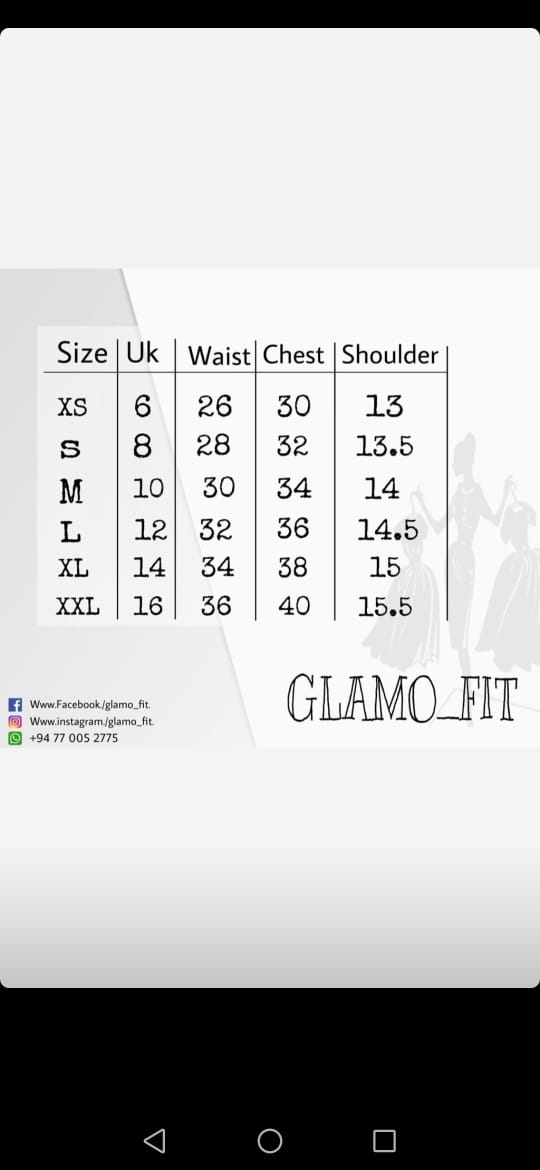 Size Uk Waist Chest Shoulder
XS 6 26 30 13
S 8 28 32 13.5
M 10 30 34 14
L 12 32 36 14.5
XL 14 34 38 15
XXL 16 36 40 15.5
GLAMO_FIT
Www.Facebook./glamo_fit.
Www.instagram./glamo_fit.
+94 77 005 2775